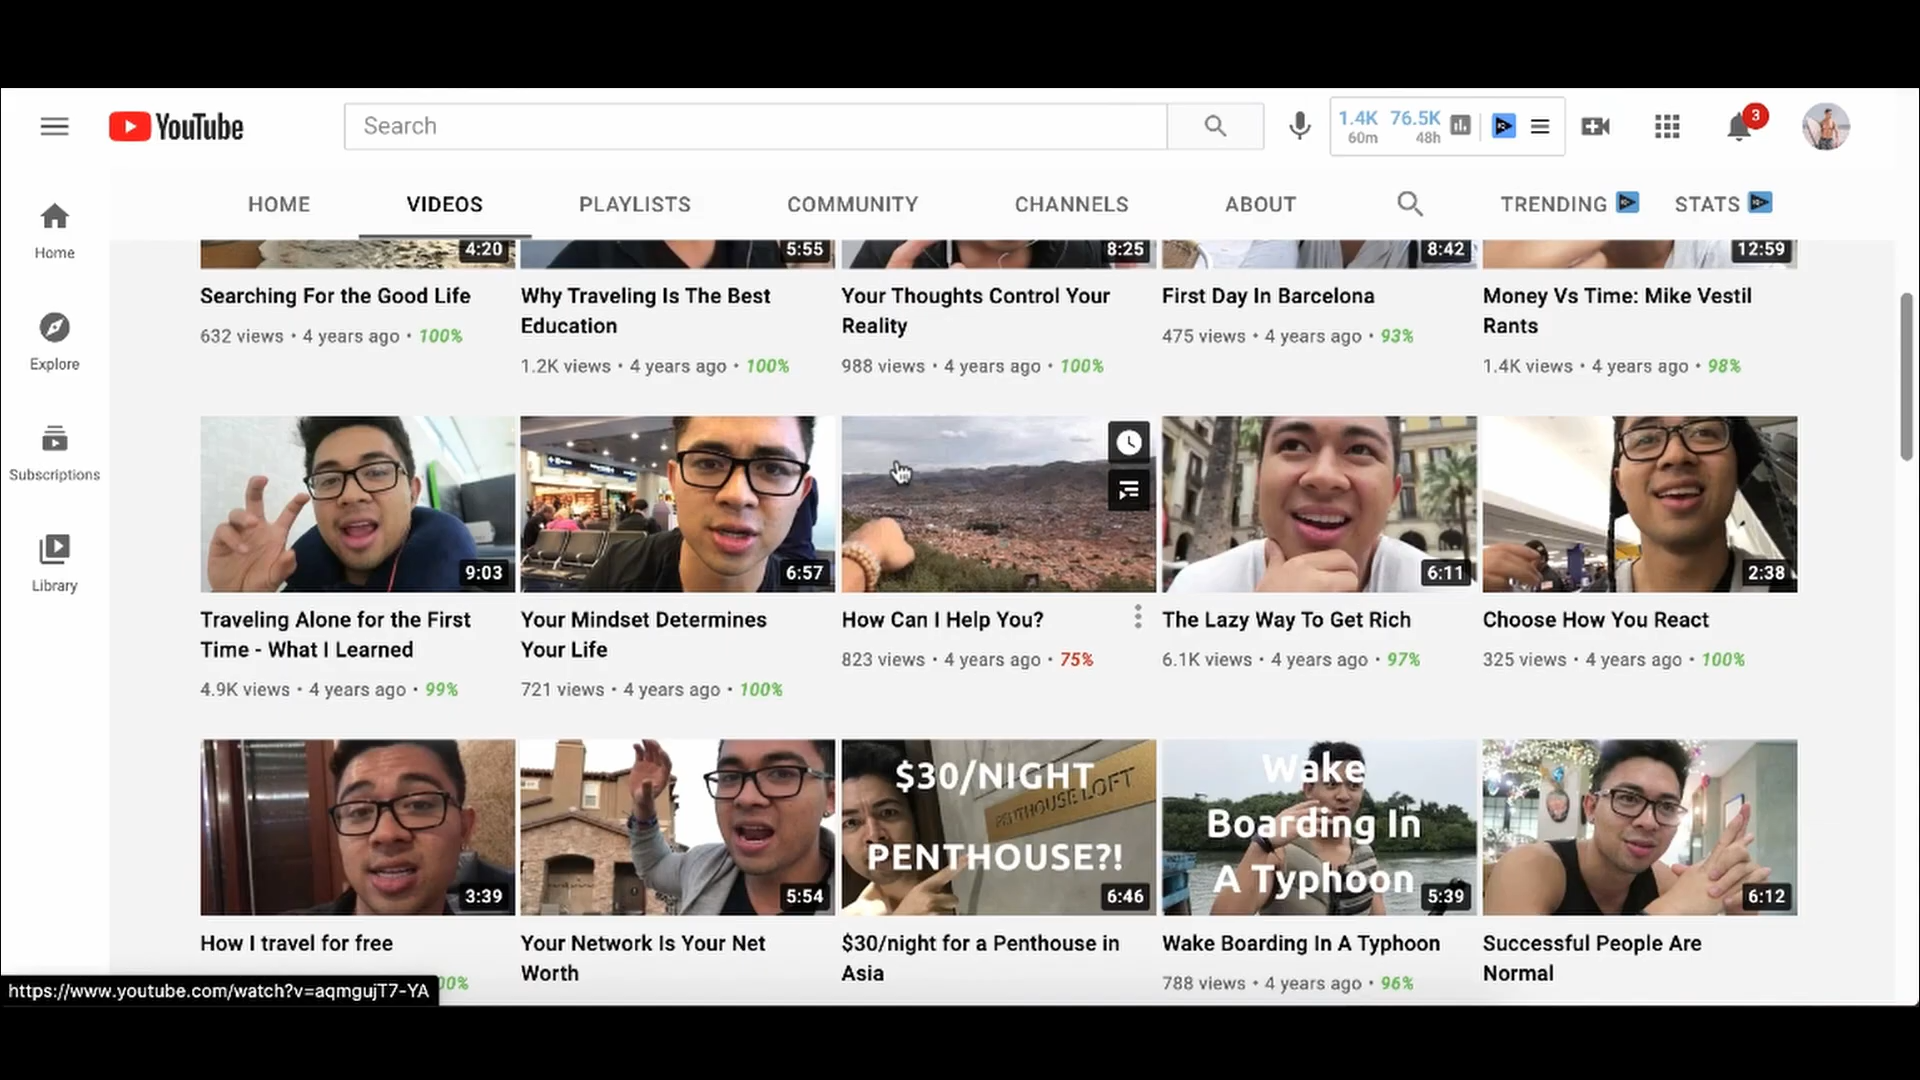 YouTube
Search
1.4K 76.5K
60m 48h
3
HOME VIDEOS PLAYLISTS COMMUNITY CHANNELS ABOUT TRENDING STATS
Home
Explore
Subscriptions
Library
4:20 5:55 8:25 8:42 12:59
Searching For the Good Life
632 views • 4 years ago • 100%
Why Traveling Is The Best
Education
1.2K views • 4 years ago • 100%
Your Thoughts Control Your
Reality
988 views • 4 years ago • 100%
First Day In Barcelona
475 views • 4 years ago • 93%
Money Vs Time: Mike Vestil
Rants
1.4K views • 4 years ago • 98%
9:03
Traveling Alone for the First
Time - What I Learned
4.9K views • 4 years ago • 99%
6:57
Your Mindset Determines
Your Life
721 views • 4 years ago • 100%
How Can I Help You?
823 views • 4 years ago • 75%
6:11
The Lazy Way To Get Rich
6.1K views • 4 years ago • 97%
2:38
Choose How You React
325 views • 4 years ago • 100%
3:39
How I travel for free
00%
5:54
Your Network Is Your Net
Worth
$30/NIGHT
PENTHOUSE LOFT
PENTHOUSE?!
6:46
$30/night for a Penthouse in
Asia
Wake
Boarding In
A Typhoon
5:39
Wake Boarding In A Typhoon
788 views • 4 years ago • 96%
6:12
Successful People Are
Normal
https://www.youtube.com/watch?v=aqmgujT7-YA